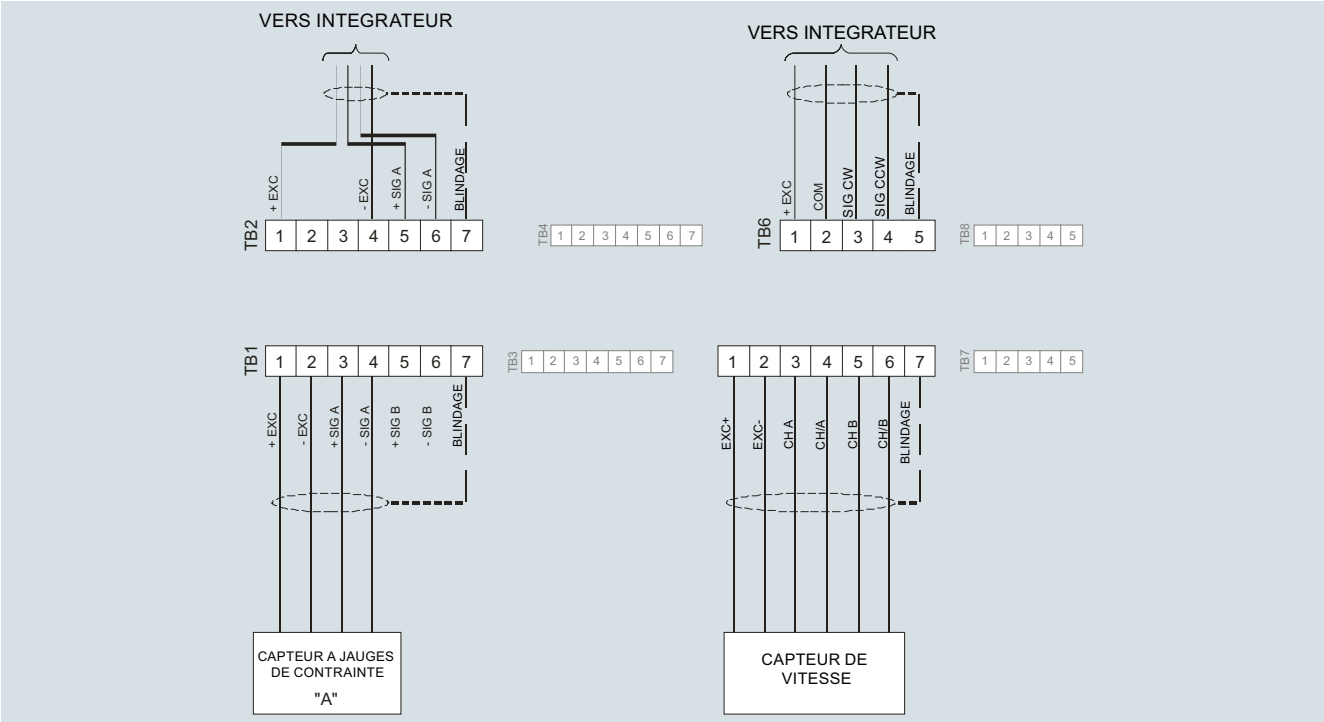 VERS INTEGRATEUR
+ EXC
- EXC
+ SIG A
- SIG A
BLINDAGE
TB2
1 2 3 4 5 6 7
TB4
1 2 3 4 5 6 7
VERS INTEGRATEUR
+ EXC
COM
SIG CW
SIG CCW
BLINDAGE
TB6
1 2 3 4 5
TB8
1 2 3 4 5
TB1
1 2 3 4 5 6 7
+ EXC
- EXC
+ SIG A
- SIG A
+ SIG B
- SIG B
BLINDAGE
TB3
1 2 3 4 5 6 7
1 2 3 4 5 6 7
EXC+
EXC-
CH A
CH/A
CH B
CH/B
BLINDAGE
TB7
1 2 3 4 5
CAPTEUR A JAUGES
DE CONTRAINTE
"A"
CAPTEUR DE
VITESSE